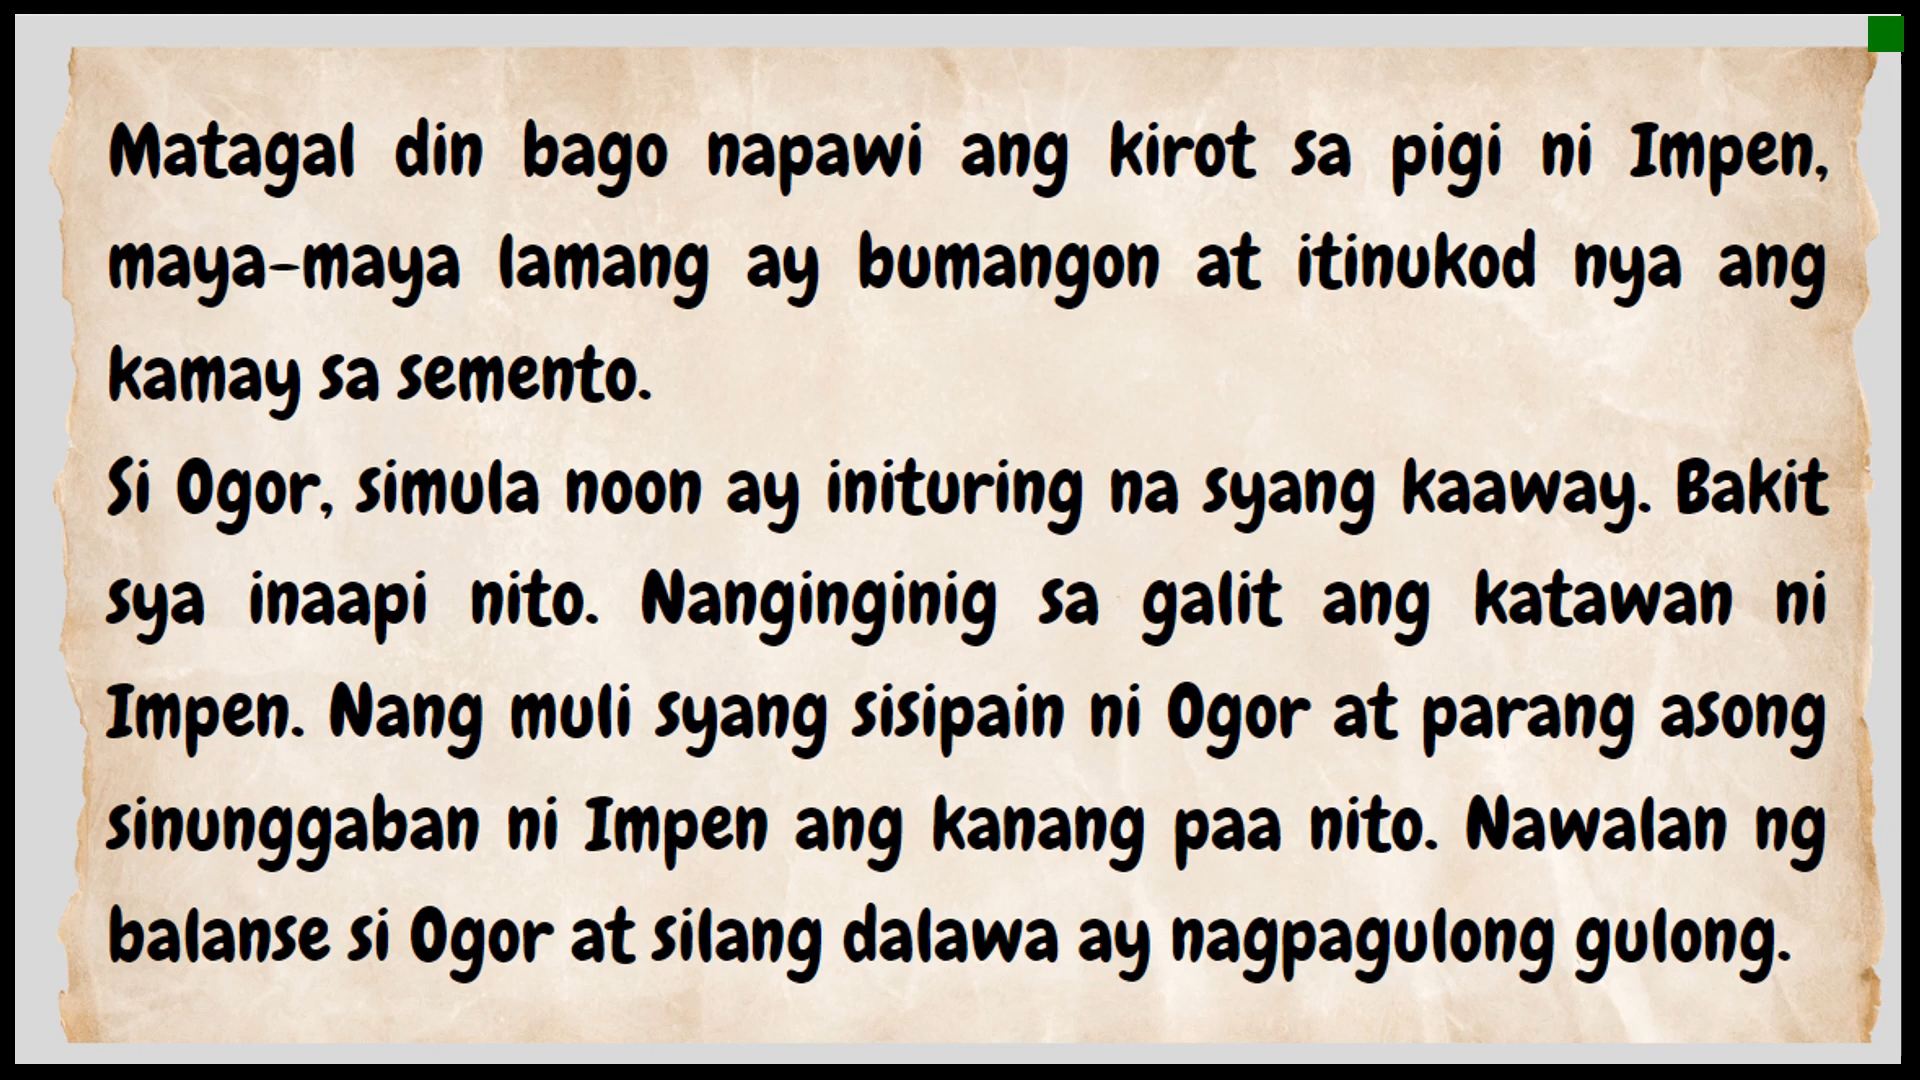 Matagal din bago napawi ang kirot sa pigi ni Impen,
maya-maya lamang ay bumangon at itinukod nya ang
kamay sa semento.
Si Ogor, simula noon ay inituring na syang kaaway. Bakit
sya inaapi nito. Nanginginig sa galit ang katawan ni
Impen. Nang muli syang sisipain ni Ogor at parang asong
sinunggaban ni Impen ang kanang paa nito. Nawalan ng
balanse si Ogor at silang dalawa ay nagpagulong gulong.